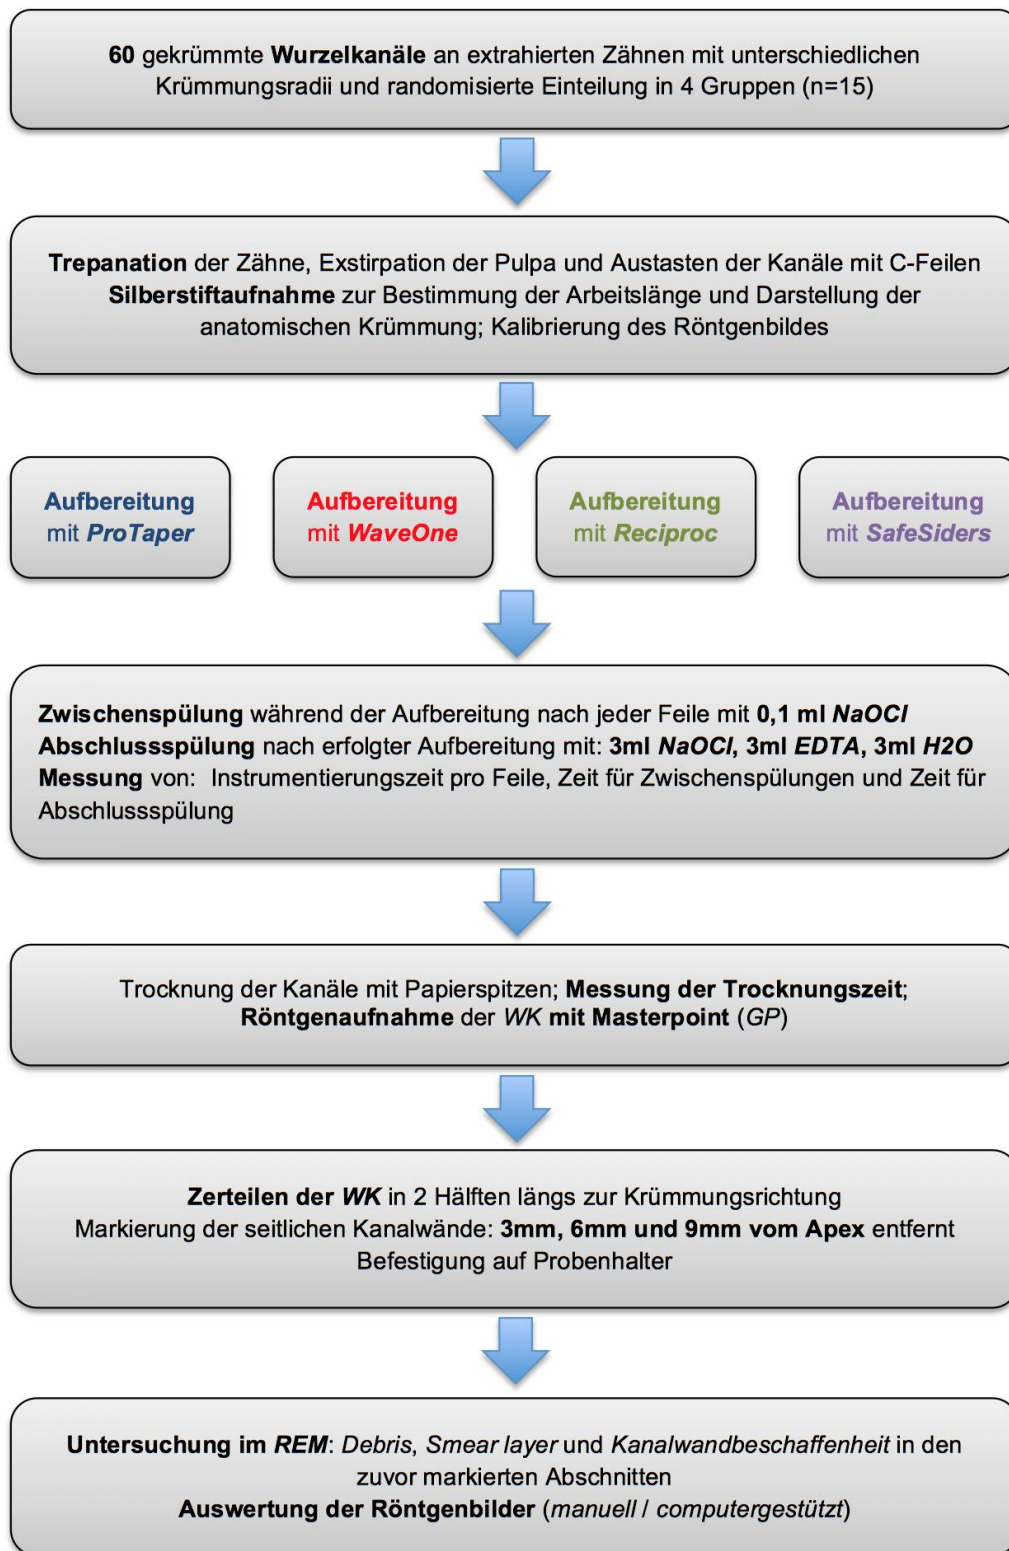 60 gekrümmte Wurzelkanäle an extrahierten Zähnen mit unterschiedlichen
Krümmungsradii und randomisierte Einteilung in 4 Gruppen (n=15)
Trepanation der Zähne, Exstirpation der Pulpa und Austasten der Kanäle mit C-Feilen
Silberstiftaufnahme zur Bestimmung der Arbeitslänge und Darstellung der
anatomischen Krümmung; Kalibrierung des Röntgenbildes
Aufbereitung
mit ProTaper
Aufbereitung
mit WaveOne
Aufbereitung
mit Reciproc
Aufbereitung
mit SafeSiders
Zwischenspülung während der Aufbereitung nach jeder Feile mit 0,1 ml NaOCl
Abschlussspülung nach erfolgter Aufbereitung mit: 3ml NaOCl, 3ml EDTA, 3ml H2O
Messung von: Instrumentierungszeit pro Feile, Zeit für Zwischenspülungen und Zeit für
Abschlussspülung
Trocknung der Kanäle mit Papierspitzen; Messung der Trocknungszeit;
Röntgenaufnahme der WK mit Masterpoint (GP)
Zerteilen der WK in 2 Hälften längs zur Krümmungsrichtung
Markierung der seitlichen Kanalwände: 3mm, 6mm und 9mm vom Apex entfernt
Befestigung auf Probenhalter
Untersuchung im REM: Debris, Smear layer und Kanalwandbeschaffenheit in den
zuvor markierten Abschnitten
Auswertung der Röntgenbilder (manuell / computergestützt)